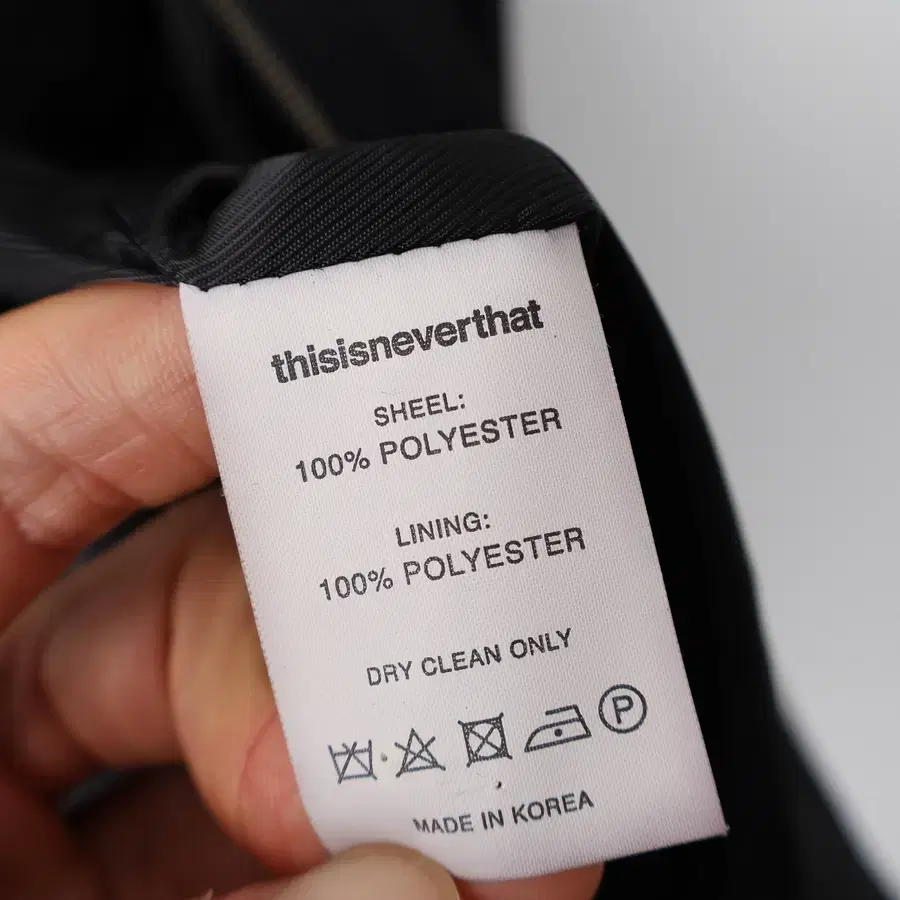 thisisneverthat
SHEEL:
100% POLYESTER
LINING:
100% POLYESTER
DRY CLEAN ONLY
P
MADE IN KOREA